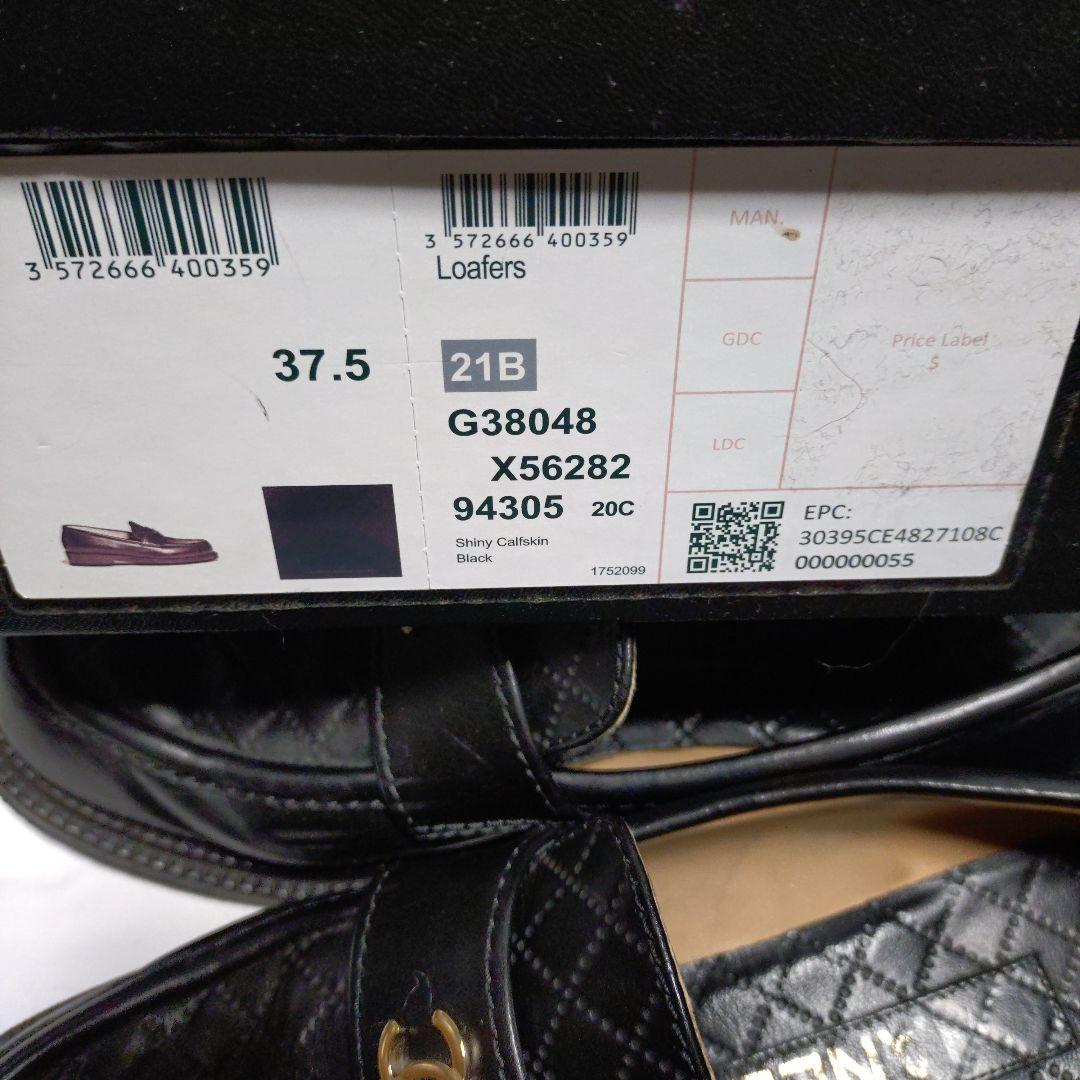 3 572666 400359
37.5
3 572666 400359
Loafers
21B
G38048
X56282
94305 20C
Shiny Calfskin
Black
1752099
MAN.
GDC
LDC
Price Label
$
EPC:
30395CE4827108C
000000055